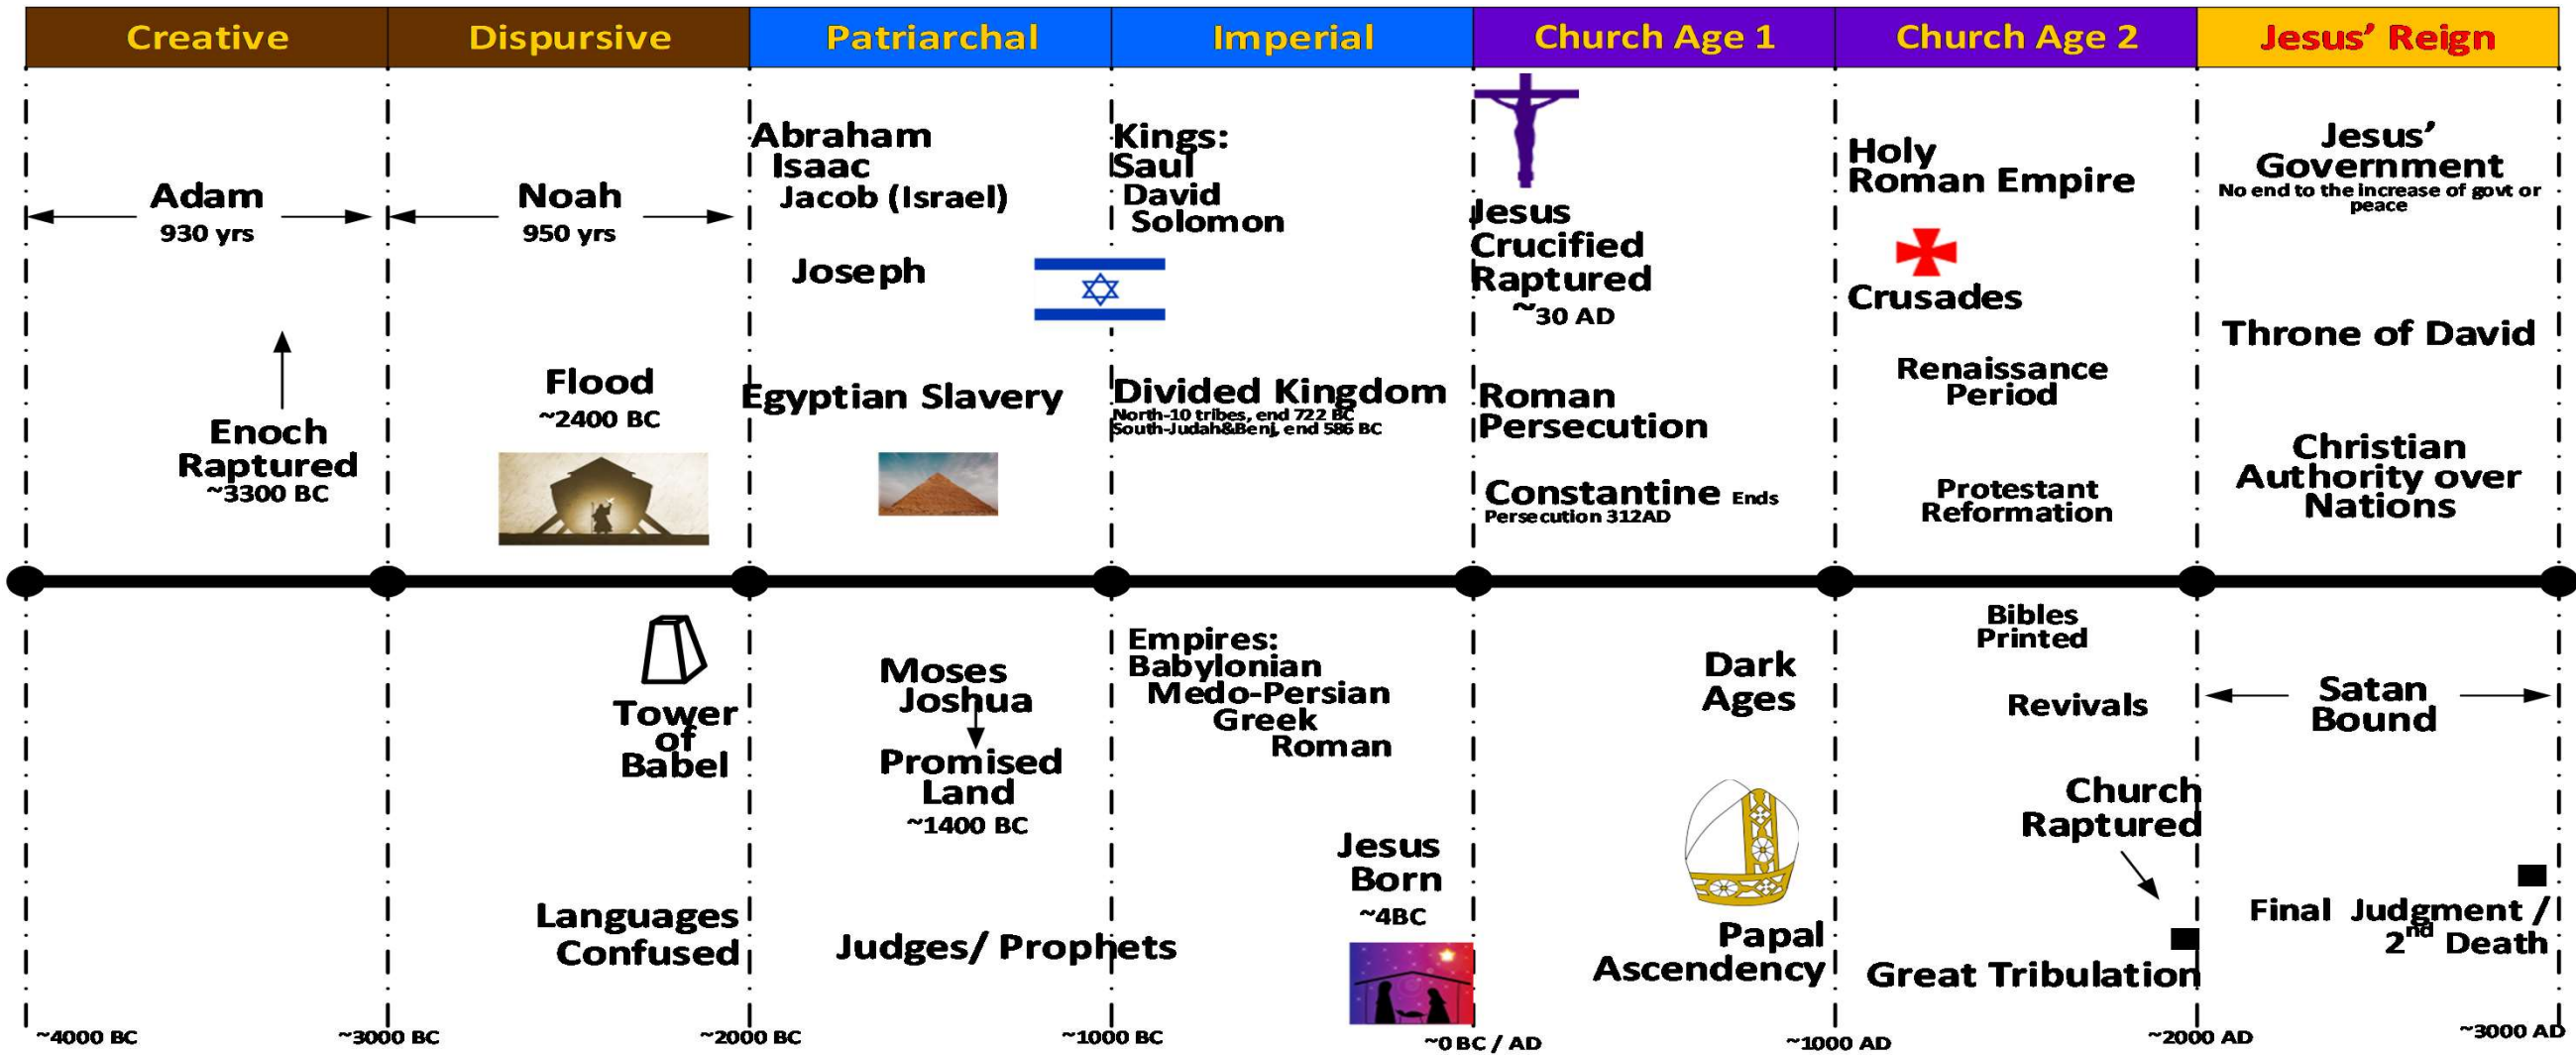 Creative
Dispursive
Patriarchal
Imperial
Church Age 1
Church Age 2
Jesus’ Reign
Adam
930 yrs
Enoch
Raptured
~3300 BC
Noah
950 yrs
Flood
~2400 BC
Abraham
Isaac
Jacob (Israel)
Joseph
Egyptian Slavery
Kings:
Saul
David
Solomon
Divided Kingdom
North-10 tribes, end 722 BC
South-Judah&Benj, end 586 BC
Jesus
Crucified
Raptured
~30 AD
Roman
Persecution
Constantine Ends
Persecution 312AD
Holy
Roman Empire
Crusades
Renaissance
Period
Protestant
Reformation
Jesus’
Government
No end to the increase of govt or
peace
Throne of David
Christian
Authority over
Nations
Tower
of
Babel
Languages
Confused
Moses
Joshua
Promised
Land
~1400 BC
Judges/ Prophets
Empires:
Babylonian
Medo-Persian
Greek
Roman
Jesus
Born
~4BC
Dark
Ages
Papal
Ascendency
Bibles
Printed
Revivals
Church
Raptured
Great Tribulation
Satan
Bound
Final Judgment /
2nd Death
~4000 BC
~3000 BC
~2000 BC
~1000 BC
~0 BC / AD
~1000 AD
~2000 AD
~3000 AD